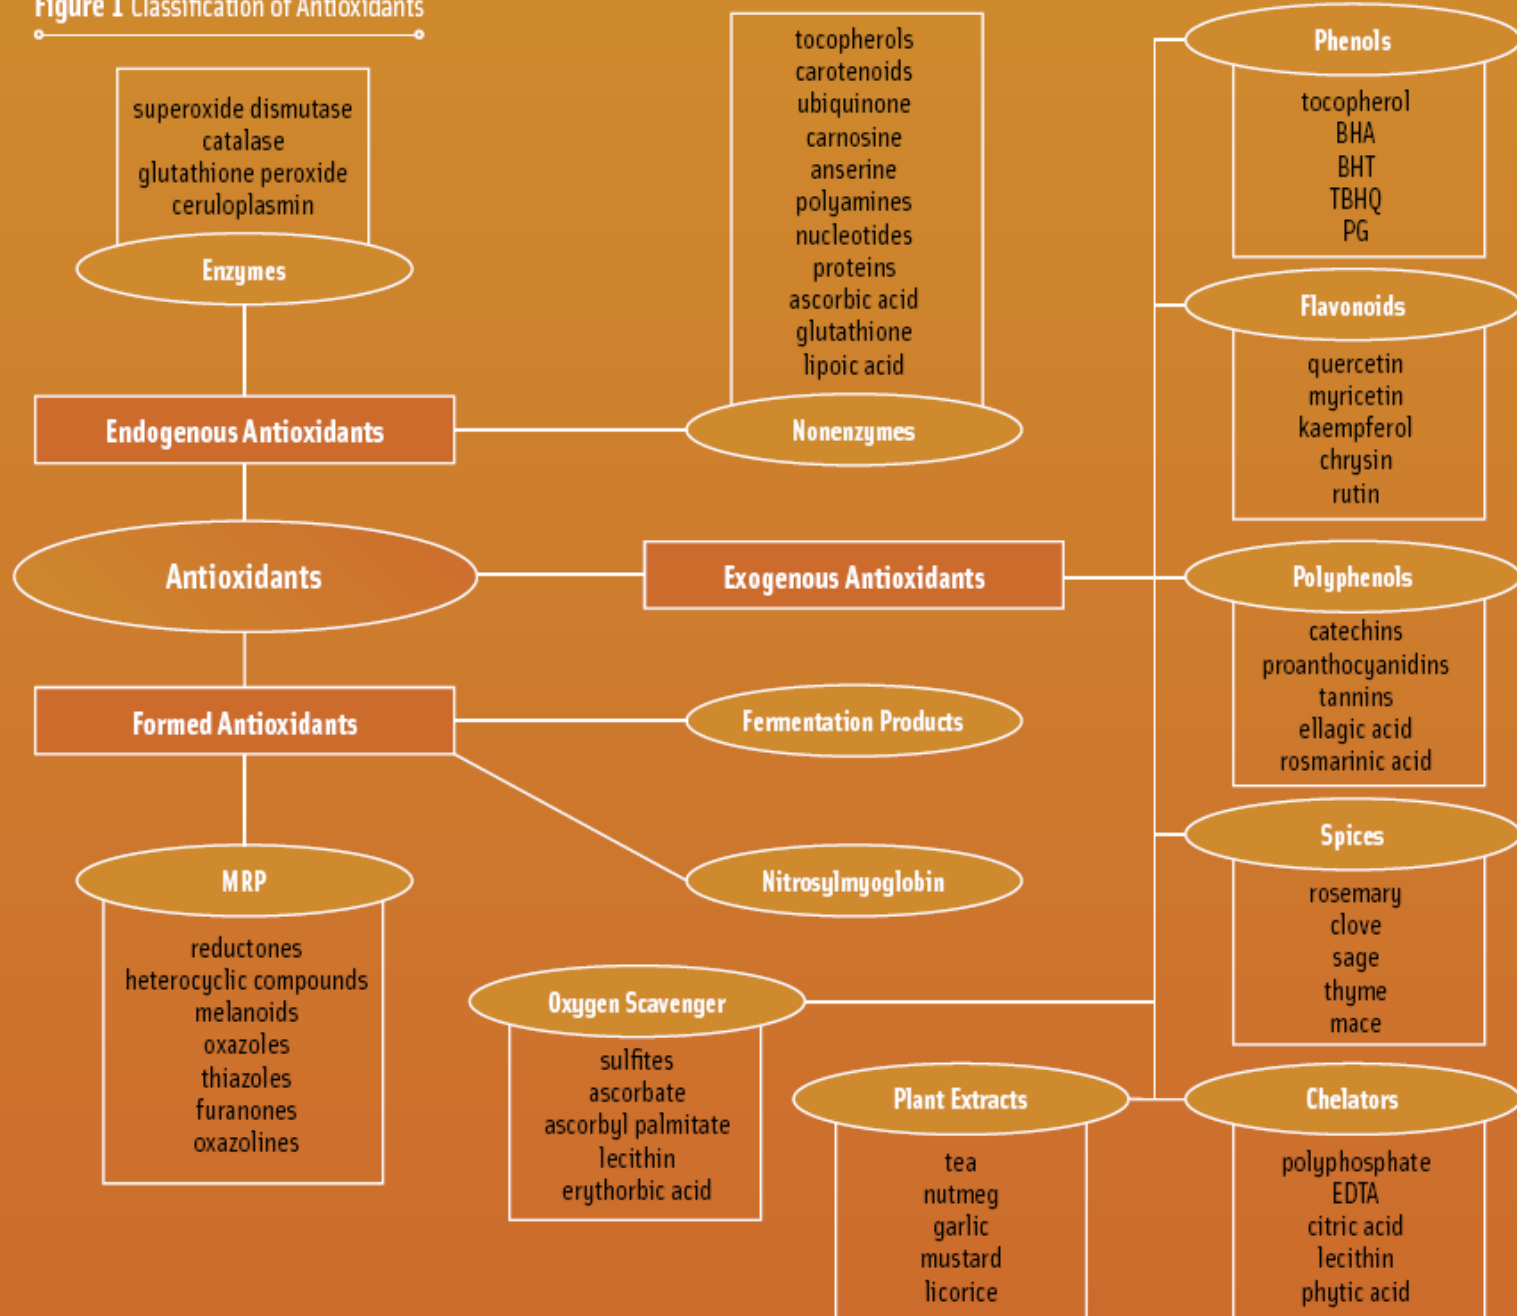 Figure 1 Classification of Antioxidants
superoxide dismutase
catalase
glutathione peroxide
ceruloplasmin
Enzymes
tocopherols
carotenoids
ubiquinone
carnosine
anserine
polyamines
nucleotides
proteins
ascorbic acid
glutathione
lipoic acid
Nonenzymes
Endogenous Antioxidants
Antioxidants
Exogenous Antioxidants
Formed Antioxidants
Fermentation Products
Nitrosylmyoglobin
MRP
reductones
heterocyclic compounds
melanoids
oxazoles
thiazoles
furanones
oxazolines
Phenols
tocopherol
BHA
BHT
TBHQ
PG
Flavonoids
quercetin
myricetin
kaempferol
chrysin
rutin
Polyphenols
catechins
proanthocyanidins
tannins
ellagic acid
rosmarinic acid
Spices
rosemary
clove
sage
thyme
mace
Oxygen Scavenger
sulfites
ascorbate
ascorbyl palmitate
lecithin
erythorbic acid
Plant Extracts
tea
nutmeg
garlic
mustard
licorice
Chelators
polyphosphate
EDTA
citric acid
lecithin
phytic acid